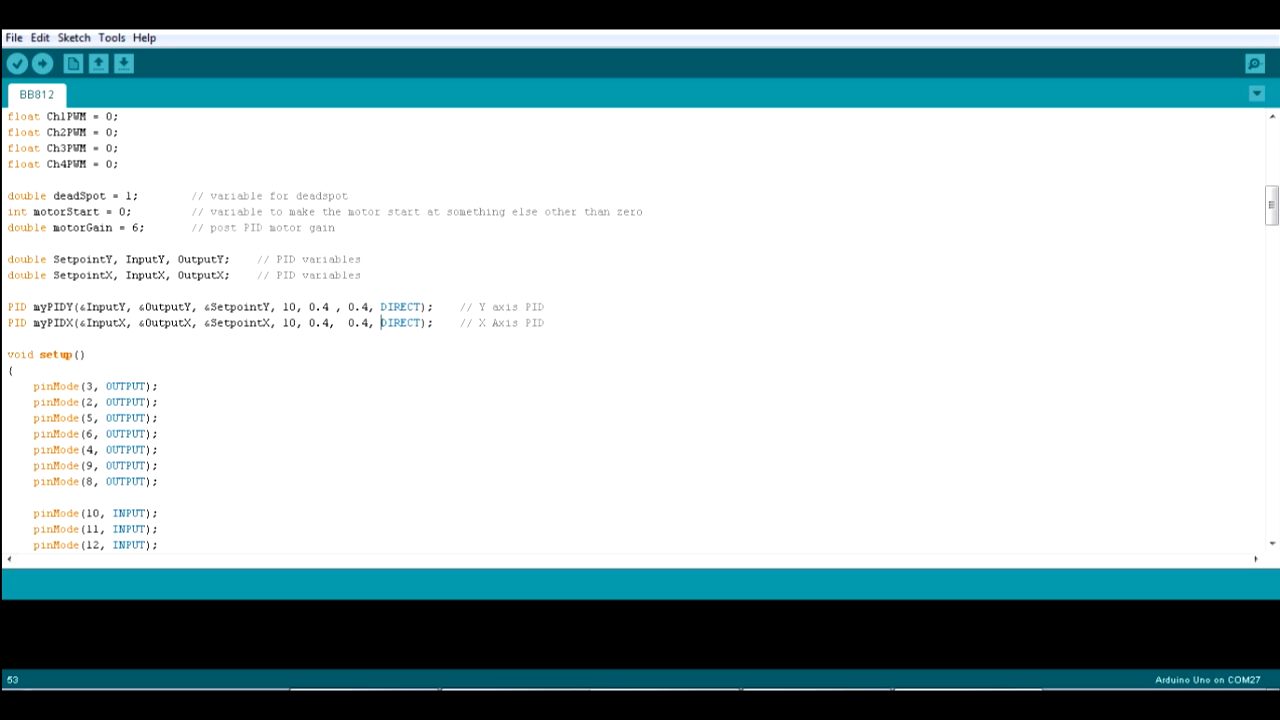 File Edit Sketch Tools Help
BB812
float Ch1PWM = 0;
float Ch2PWM = 0;
float Ch3PWM = 0;
float Ch4PWM = 0;
double deadSpot = 1; // variable for deadspot
int motorStart = 0; // variable to make the motor start at something else other than zero
double motorGain = 6; // post PID motor gain
double SetpointY, InputY, OutputY; // PID variables
double SetpointX, InputX, OutputX; // PID variables
PID myPIDY(&InputY, &OutputY, &SetpointY, 10, 0.4 , 0.4, DIRECT); // Y axis PID
PID myPIDX(&InputX, &OutputX, &SetpointX, 10, 0.4, 0.4, DIRECT); // X Axis PID
void setup()
{
pinMode(3, OUTPUT);
pinMode(2, OUTPUT);
pinMode(5, OUTPUT);
pinMode(6, OUTPUT);
pinMode(4, OUTPUT);
pinMode(9, OUTPUT);
pinMode(8, OUTPUT);
pinMode(10, INPUT);
pinMode(11, INPUT);
pinMode(12, INPUT);
53 Arduino Uno on COM27